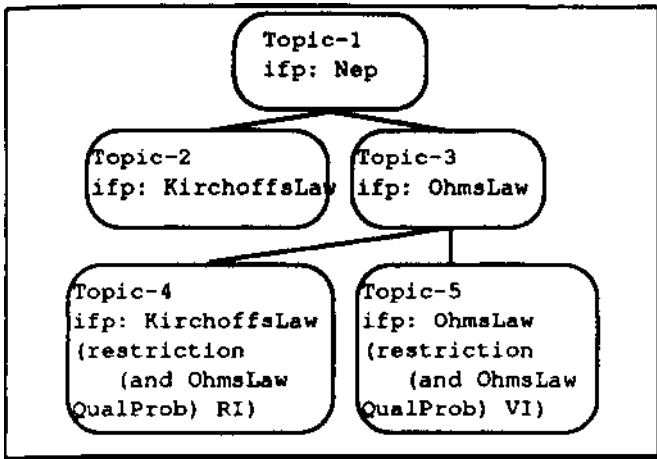 Topic-1
ifp: Nep
Topic-2
ifp: KirchoffsLaw
Topic-3
ifp: OhmsLaw
Topic-4
ifp: KirchoffsLaw
(restriction
(and OhmsLaw
QualProb) RI)
Topic-5
ifp: OhmsLaw
(restriction
(and OhmsLaw
QualProb) VI)